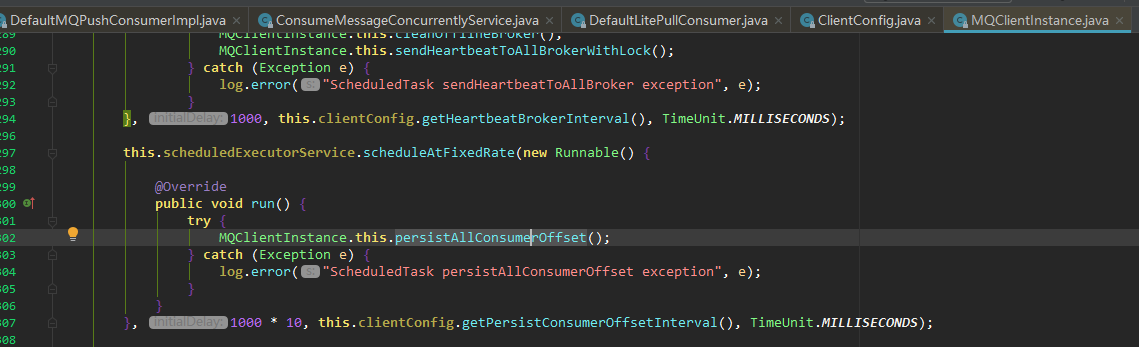 DefaultMQPushConsumerImpl.java × ConsumeMessageConcurrentlyService.java × DefaultLitePullConsumer.java × ClientConfig.java × MQClientInstance.java ×
289 MQClientInstance.this.cleanOfflineBroker();
290 MQClientInstance.this.sendHeartbeatToAllBrokerWithLock();
291 } catch (Exception e) {
292 log.error( s: "ScheduledTask sendHeartbeatToAllBroker exception", e);
293 }
294 }, initialDelay: 1000, this.clientConfig.getHeartbeatBrokerInterval(), TimeUnit.MILLISECONDS);
296
297 this.scheduledExecutorService.scheduleAtFixedRate(new Runnable() {
298
299 @Override
300 public void run() {
301 try {
302 MQClientInstance.this.persistAllConsumerOffset();
303 } catch (Exception e) {
304 log.error( s: "ScheduledTask persistAllConsumerOffset exception", e);
305 }
306 }
307 }, initialDelay: 1000 * 10, this.clientConfig.getPersistConsumerOffsetInterval(), TimeUnit.MILLISECONDS);
308